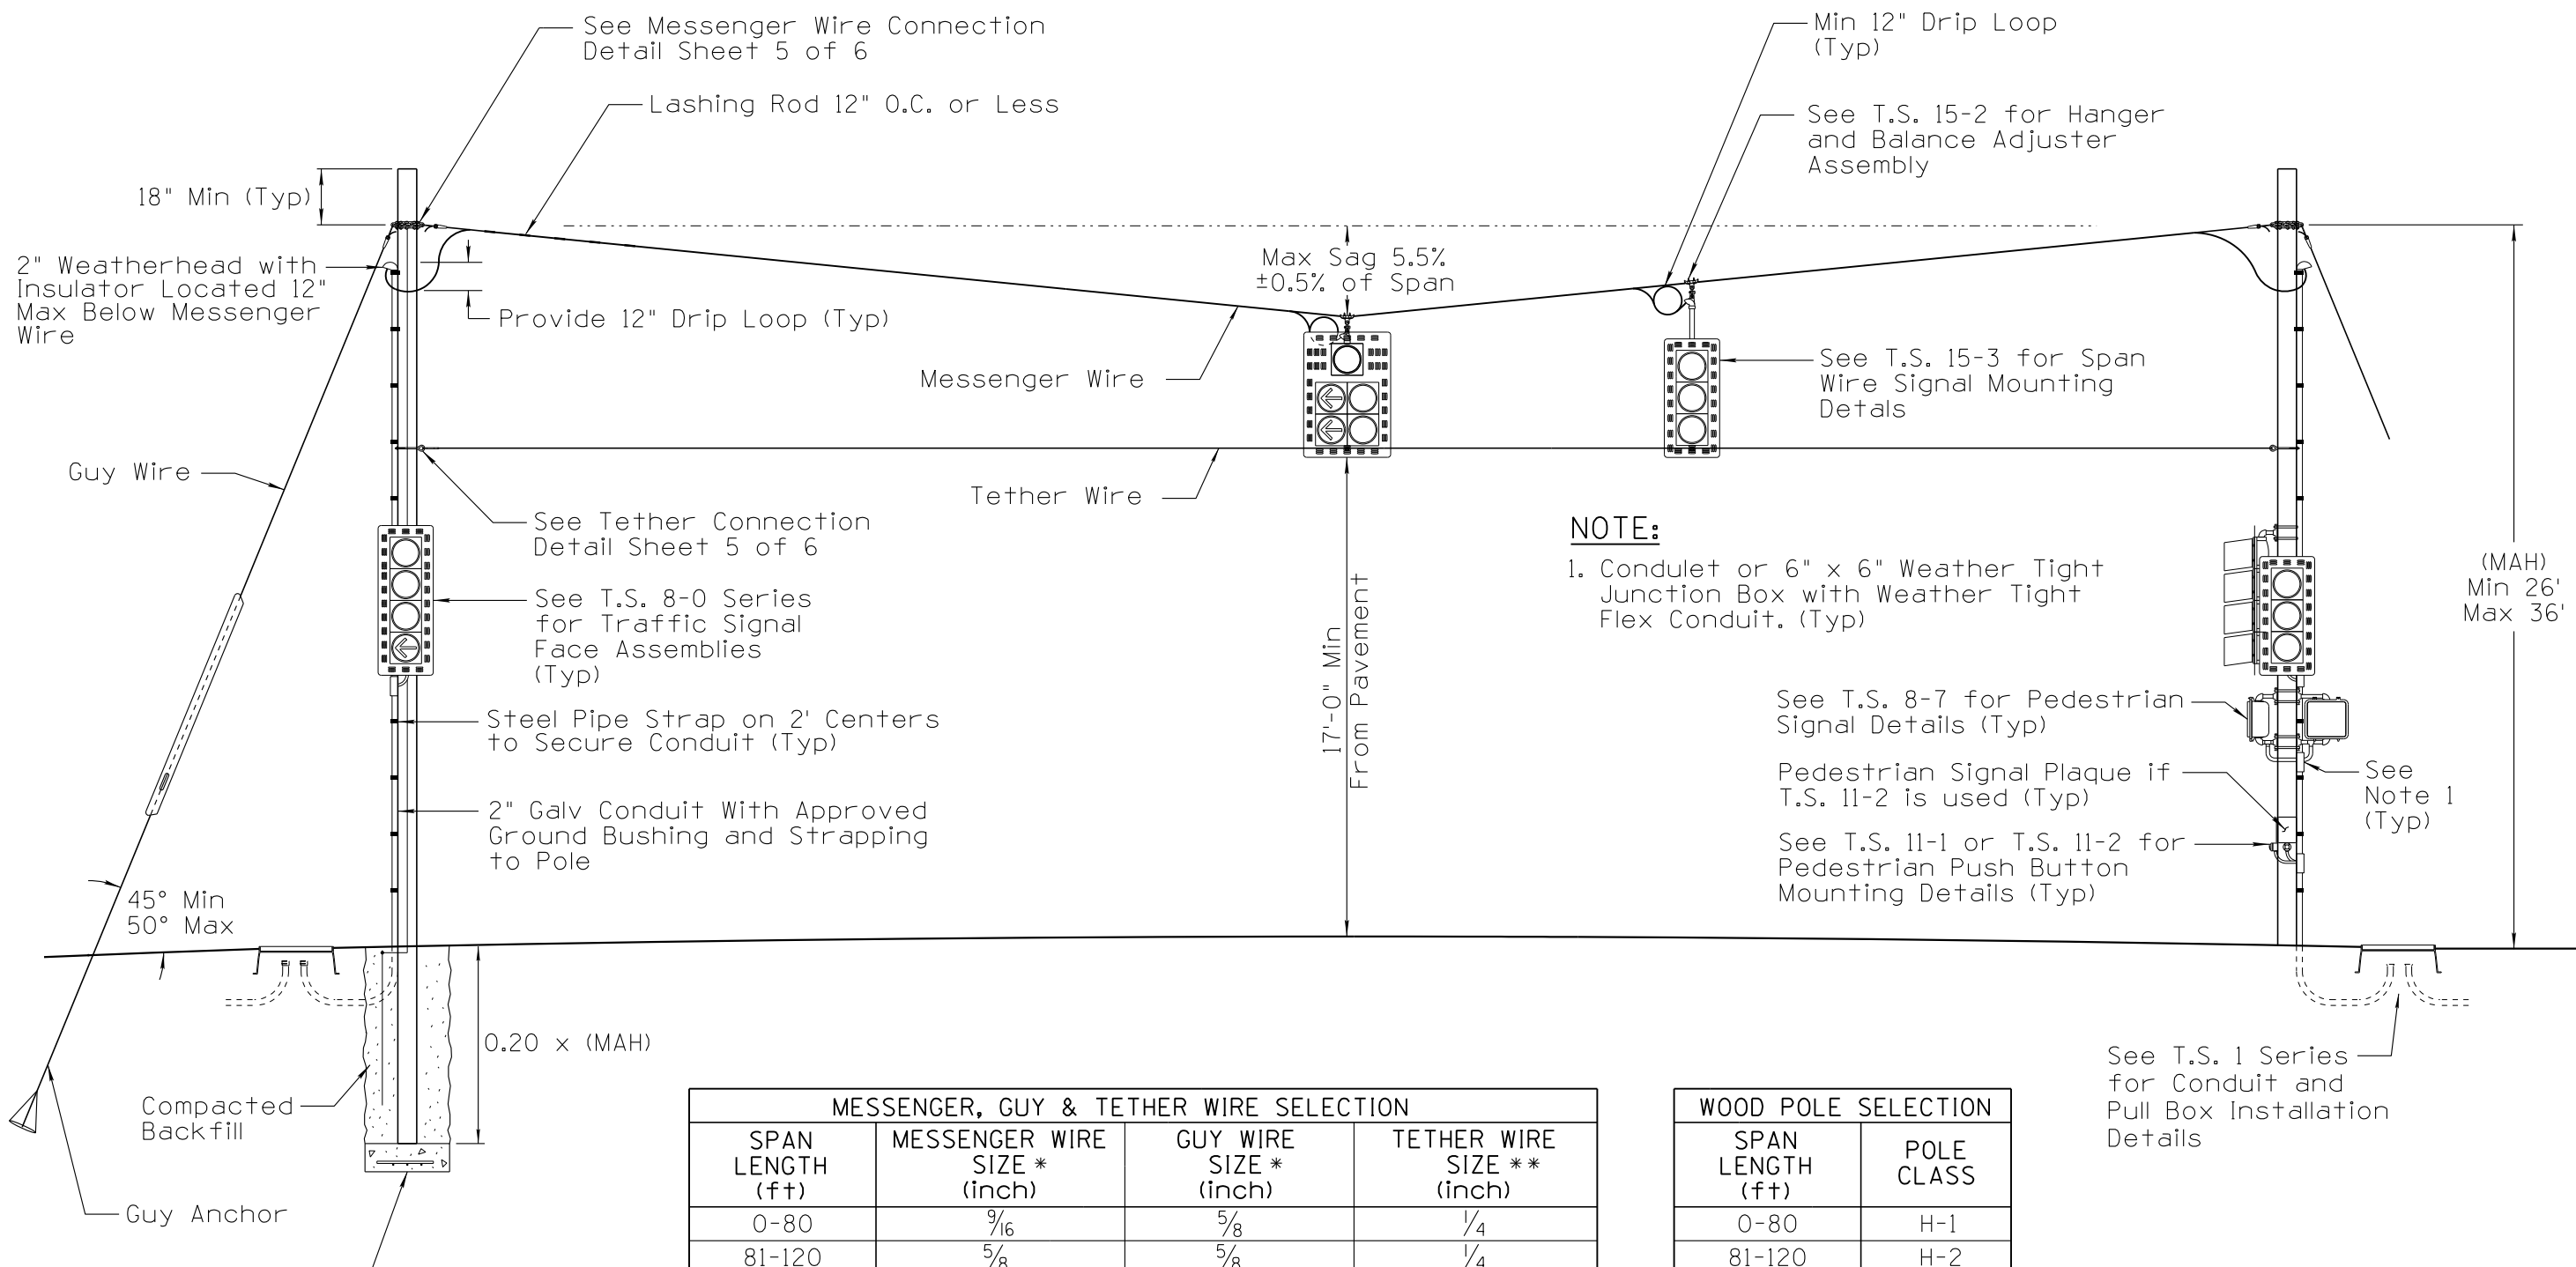 See Messenger Wire Connection
Detail Sheet 5 of 6
Min 12" Drip Loop
(Typ)
Lashing Rod 12" O.C. or Less
See T.S. 15-2 for Hanger
and Balance Adjuster
Assembly
18" Min (Typ)
2" Weatherhead with
Insulator Located 12"
Max Below Messenger
Wire
Max Sag 5.5%
±0.5% of Span
Provide 12" Drip Loop (Typ)
Messenger Wire
See T.S. 15-3 for Span
Wire Signal Mounting
Detals
Guy Wire
Tether Wire
See Tether Connection
Detail Sheet 5 of 6
NOTE:
1. Condulet or 6" x 6" Weather Tight
Junction Box with Weather Tight
Flex Conduit. (Typ)
(MAH)
Min 26'
Max 36'
See T.S. 8-0 Series
for Traffic Signal
Face Assemblies
(Typ)
17'-0" Min
From Pavement
Steel Pipe Strap on 2' Centers
to Secure Conduit (Typ)
See T.S. 8-7 for Pedestrian
Signal Details (Typ)
Pedestrian Signal Plaque if
T.S. 11-2 is used (Typ)
See
Note 1
(Typ)
2" Galv Conduit With Approved
Ground Bushing and Strapping
to Pole
See T.S. 11-1 or T.S. 11-2 for
Pedestrian Push Button
Mounting Details (Typ)
45° Min
50° Max
0.20 x (MAH)
Compacted
Backfill
Guy Anchor
See T.S. 1 Series
for Conduit and
Pull Box Installation
Details
MESSENGER, GUY & TETHER WIRE SELECTION
SPAN LENGTH (ft) MESSENGER WIRE SIZE * (inch) GUY WIRE SIZE * (inch) TETHER WIRE SIZE ** (inch)
0-80 9/16 5/8 1/4
81-120 5/8 5/8 1/4
WOOD POLE SELECTION
SPAN LENGTH (ft) POLE CLASS
0-80 H-1
81-120 H-2